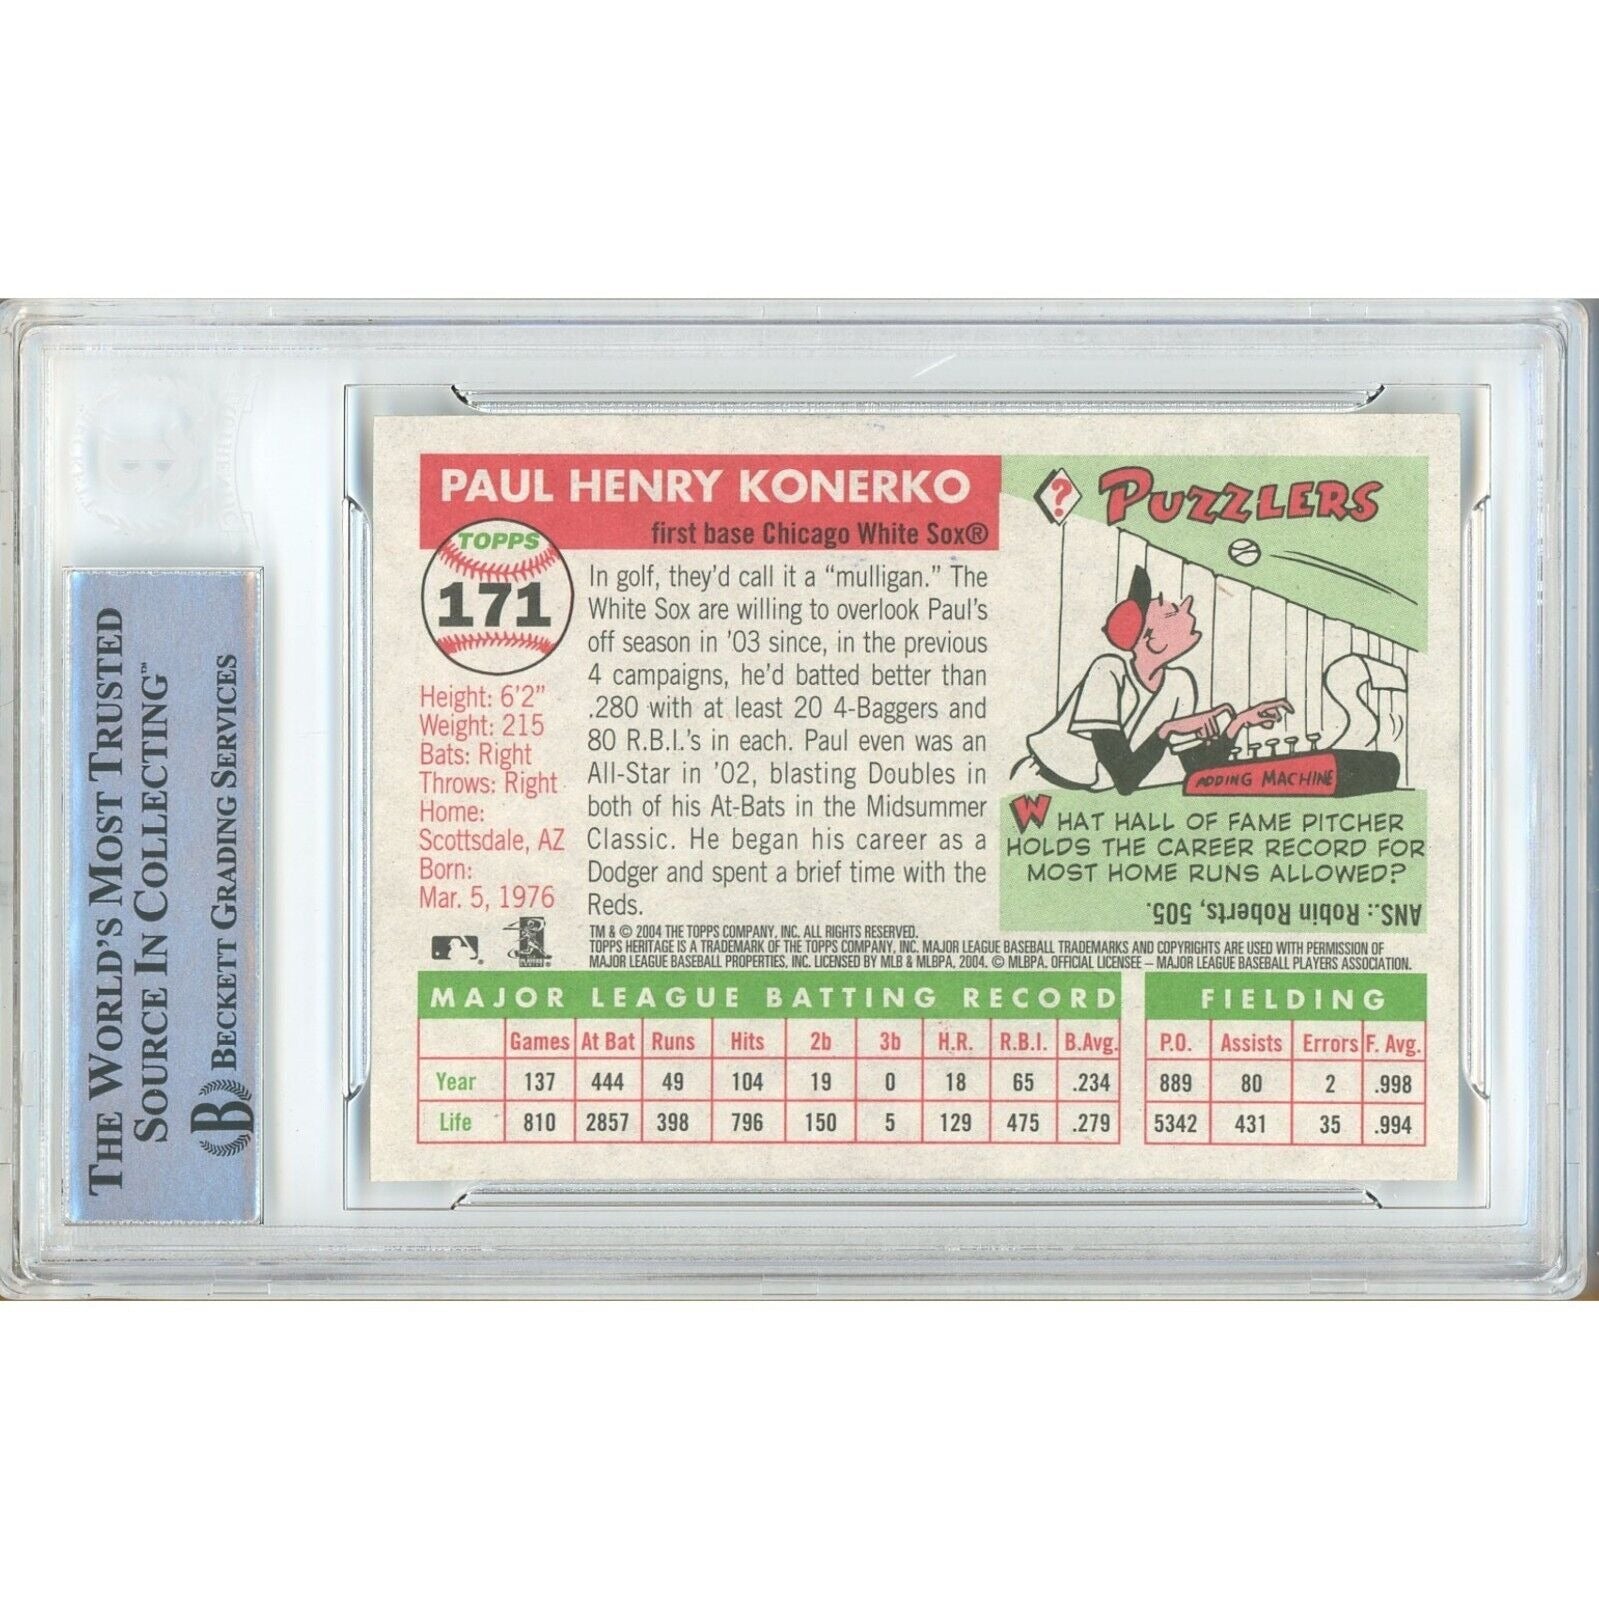 THE WORLD'S MOST TRUSTED
SOURCE IN COLLECTING™
B BECKETT GRADING SERVICES
PAUL HENRY KONERKO
first base Chicago White Sox®
TOPPS
171
Height: 6'2"
Weight: 215
Bats: Right
Throws: Right
Home:
Scottsdale, AZ
Born:
Mar. 5, 1976
In golf, they'd call it a “mulligan.” The
White Sox are willing to overlook Paul's
off season in '03 since, in the previous
4 campaigns, he'd batted better than
.280 with at least 20 4-Baggers and
80 R.B.I.'s in each. Paul even was an
All-Star in '02, blasting Doubles in
both of his At-Bats in the Midsummer
Classic. He began his career as a
Dodger and spent a brief time with the
Reds.
? PUZZLERS
ADDING MACHINE
WHAT HALL OF FAME PITCHER
HOLDS THE CAREER RECORD FOR
MOST HOME RUNS ALLOWED?
ANS.: Robin Roberts, 505.
TM & © 2004 THE TOPPS COMPANY, INC. ALL RIGHTS RESERVED.
TOPPS HERITAGE IS A TRADEMARK OF THE TOPPS COMPANY, INC. MAJOR LEAGUE BASEBALL TRADEMARKS AND COPYRIGHTS ARE USED WITH PERMISSION OF
MAJOR LEAGUE BASEBALL PROPERTIES, INC. LICENSED BY MLB & MLBPA, 2004. © MLBPA. OFFICIAL LICENSEE – MAJOR LEAGUE BASEBALL PLAYERS ASSOCIATION.
MAJOR LEAGUE BATTING RECORD
Games At Bat Runs Hits 2b 3b H.R. R.B.I. B.Avg.
Year 137 444 49 104 19 0 18 65 .234
Life 810 2857 398 796 150 5 129 475 .279
FIELDING
P.O. Assists Errors F. Avg.
889 80 2 .998
5342 431 35 .994